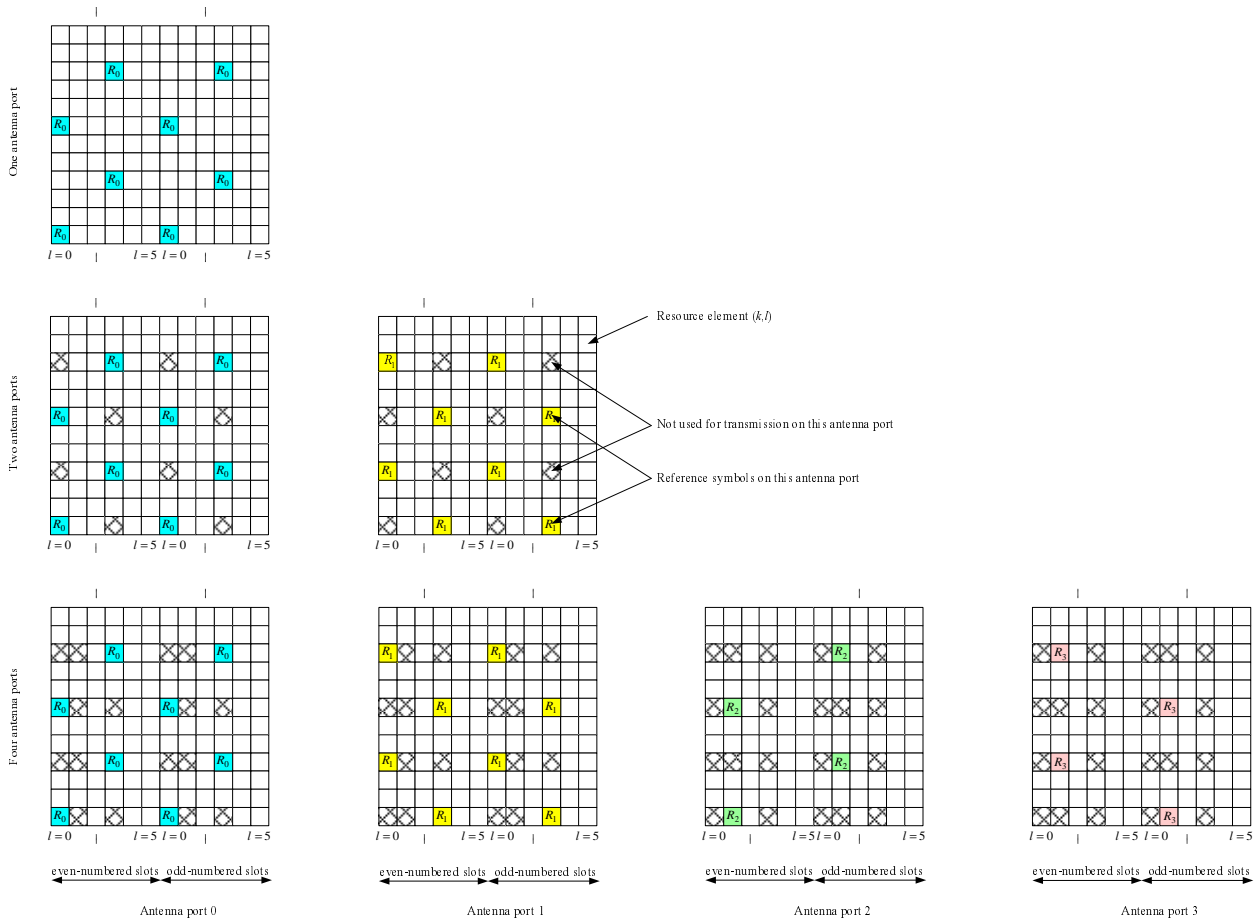 One antenna port
R0 R0
R0 R0
R0 R0
R0 R0
l = 0 l = 5 l = 0 l = 5
Two antenna ports
R0 R0
R0 R0
R0 R0
R0 R0
l = 0 l = 5 l = 0 l = 5
R1 R1
R1 R1
R1 R1
R1 R1
l = 0 l = 5 l = 0 l = 5
Resource element (k,l)
Not used for transmission on this antenna port
Reference symbols on this antenna port
Four antenna ports
R0 R0
R0 R0
R0 R0
R0 R0
l = 0 l = 5 l = 0 l = 5
even-numbered slots odd-numbered slots
Antenna port 0
R1 R1
R1 R1
R1 R1
R1 R1
l = 0 l = 5 l = 0 l = 5
even-numbered slots odd-numbered slots
Antenna port 1
R2
R2
R2
R2
l = 0 l = 5 l = 0 l = 5
even-numbered slots odd-numbered slots
Antenna port 2
R3
R3
R3
R3
l = 0 l = 5 l = 0 l = 5
even-numbered slots odd-numbered slots
Antenna port 3